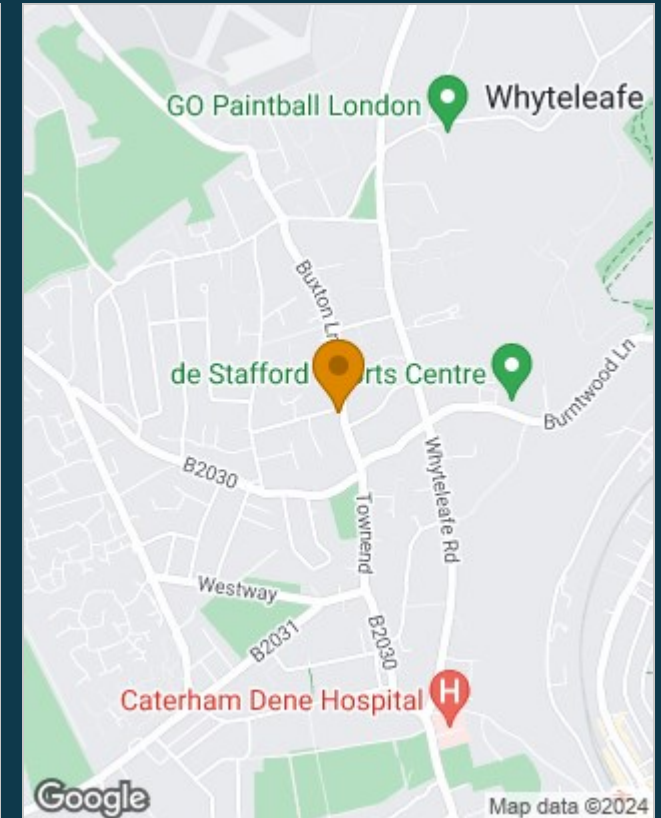 GO Paintball London
Whyteleafe
Buxton Ln
de Stafford rts Centre
Burntwood Ln
B2030
Whyteleafe Rd
Townend
Westway
B2031
B2030
Caterham Dene Hospital
H
Google
Map data ©2024